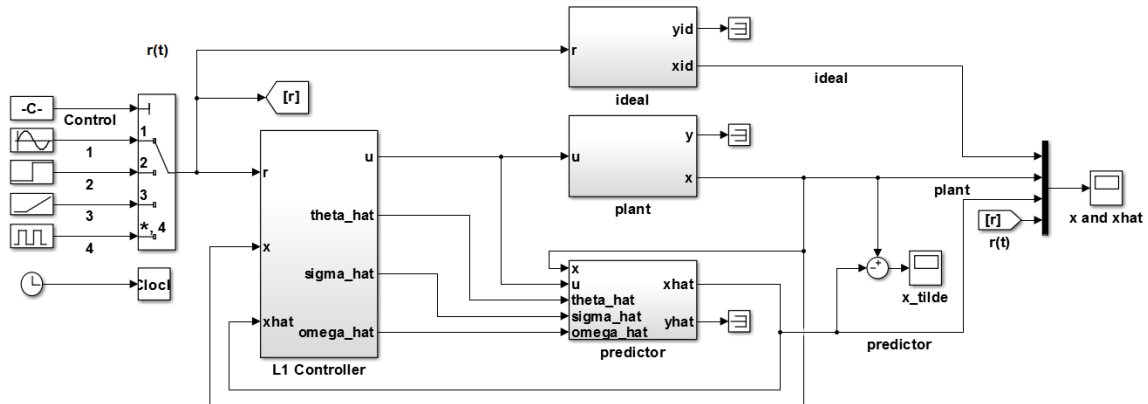 r(t)
-C-
Control
1
2
3
4
1
2
3
*, 4
Clock
[r]
r
yid
xid
ideal
ideal
r
x
xhat
u
theta_hat
sigma_hat
omega_hat
L1 Controller
u
y
x
plant
plant
x
u
theta_hat
sigma_hat
omega_hat
xhat
yhat
predictor
predictor
x_tilde
- +
[r]
r(t)
x and xhat